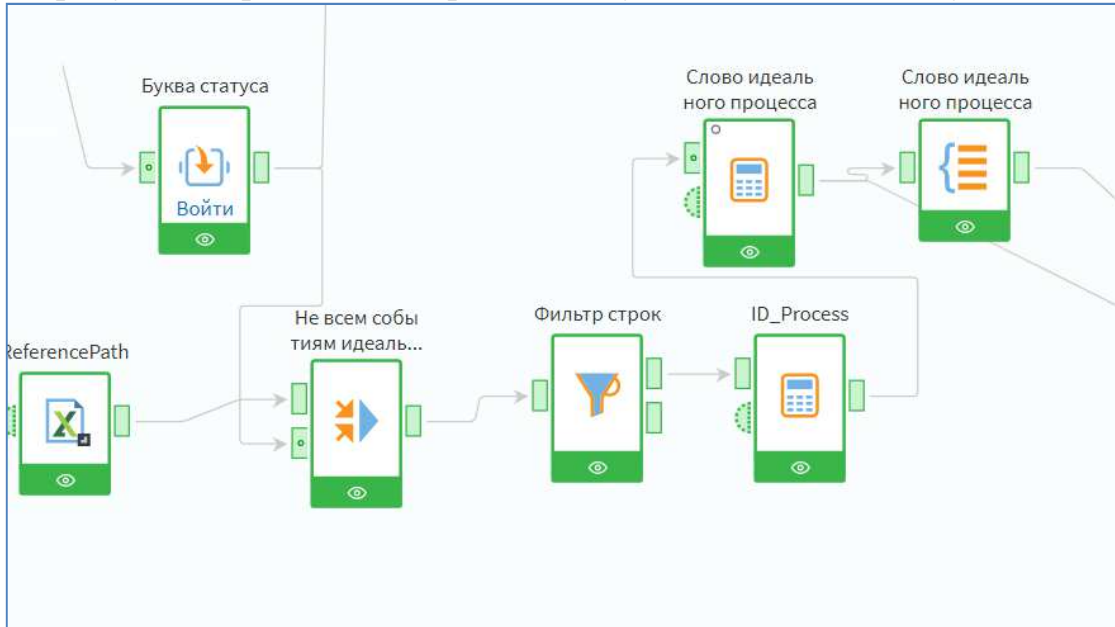 Буква статуса
Войти
Слово идеаль
ного процесса
Слово идеаль
ного процесса
ReferencePath
Не всем собы
тиям идеаль...
Фильтр строк
ID_Process